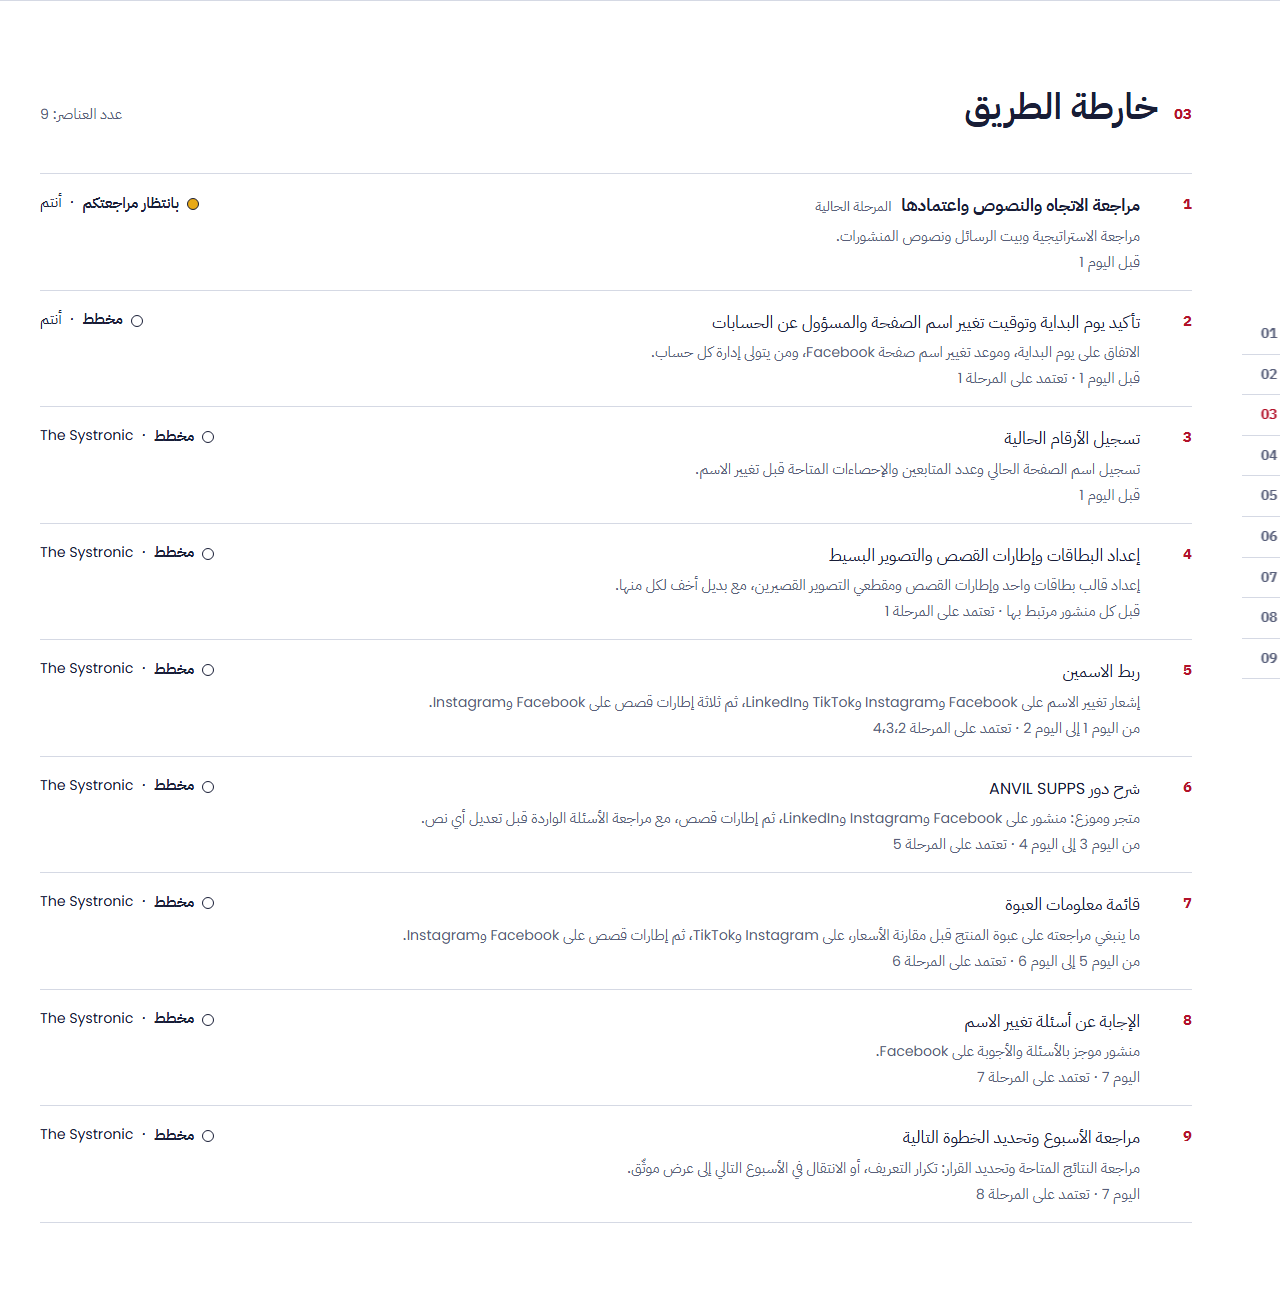 03 خارطة الطريق
عدد العناصر: 9
1
مراجعة الاتجاه والنصوص واعتمادها المرحلة الحالية
بانتظار مراجعتكم · أنتم
مراجعة الاستراتيجية وبيت الرسائل ونصوص المنشورات.
قبل اليوم 1
2
تأكيد يوم البداية وتوقيت تغيير اسم الصفحة والمسؤول عن الحسابات
مخطط · أنتم
الاتفاق على يوم البداية، وموعد تغيير اسم صفحة Facebook، ومن يتولى إدارة كل حساب.
قبل اليوم 1 · تعتمد على المرحلة 1
3
تسجيل الأرقام الحالية
مخطط · The Systronic
تسجيل اسم الصفحة الحالي وعدد المتابعين والإحصاءات المتاحة قبل تغيير الاسم.
قبل اليوم 1
4
إعداد البطاقات وإطارات القصص والتصوير البسيط
مخطط · The Systronic
إعداد قالب بطاقات واحد وإطارات القصص ومقطعي التصوير القصيرين، مع بديل أخف لكل منها.
قبل كل منشور مرتبط بها · تعتمد على المرحلة 1
5
ربط الاسمين
مخطط · The Systronic
إشعار تغيير الاسم على Facebook وInstagram وTikTok وLinkedIn، ثم ثلاثة إطارات قصص على Facebook وInstagram.
من اليوم 1 إلى اليوم 2 · تعتمد على المرحلة 2،3،4
6
شرح دور ANVIL SUPPS
مخطط · The Systronic
متجر وموزع: منشور على Facebook وInstagram وLinkedIn، ثم إطارات قصص، مع مراجعة الأسئلة الواردة قبل تعديل أي نص.
من اليوم 3 إلى اليوم 4 · تعتمد على المرحلة 5
7
قائمة معلومات العبوة
مخطط · The Systronic
ما ينبغي مراجعته على عبوة المنتج قبل مقارنة الأسعار، على Instagram وTikTok، ثم إطارات قصص على Facebook وInstagram.
من اليوم 5 إلى اليوم 6 · تعتمد على المرحلة 6
8
الإجابة عن أسئلة تغيير الاسم
مخطط · The Systronic
منشور موجز بالأسئلة والأجوبة على Facebook.
اليوم 7 · تعتمد على المرحلة 7
9
مراجعة الأسبوع وتحديد الخطوة التالية
مخطط · The Systronic
مراجعة النتائج المتاحة وتحديد القرار: تكرار التعريف، أو الانتقال في الأسبوع التالي إلى عرض موثّق.
اليوم 7 · تعتمد على المرحلة 8
01
02
03
04
05
06
07
08
09